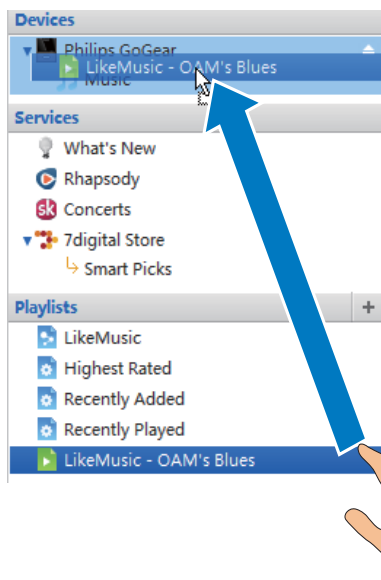 Devices
Philips GoGear
LikeMusic - OAM's Blues
Music
Services
What's New
Rhapsody
sk Concerts
7digital Store
Smart Picks
Playlists +
LikeMusic
Highest Rated
Recently Added
Recently Played
LikeMusic - OAM's Blues